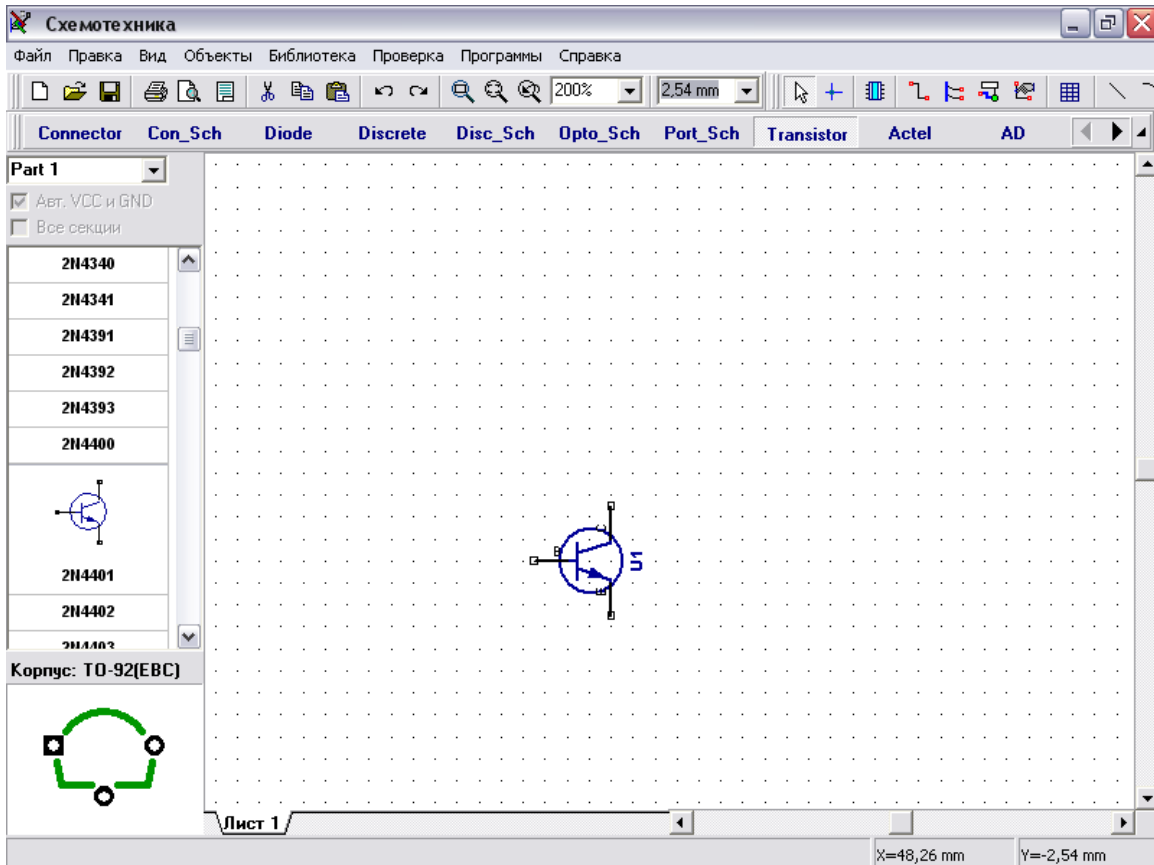 Схемотехника
Файл Правка Вид Объекты Библиотека Проверка Программы Справка
200% 2,54 mm
Connector Con_Sch Diode Discrete Disc_Sch Opto_Sch Port_Sch Transistor Actel AD
Part 1
Авт. VCC и GND
Все секции
2N4340
2N4341
2N4391
2N4392
2N4393
2N4400
2N4401
2N4402
2N4403
Корпус: TO-92(EBC)
C
B
U1
E
Лист 1
X=48,26 mm Y=-2,54 mm